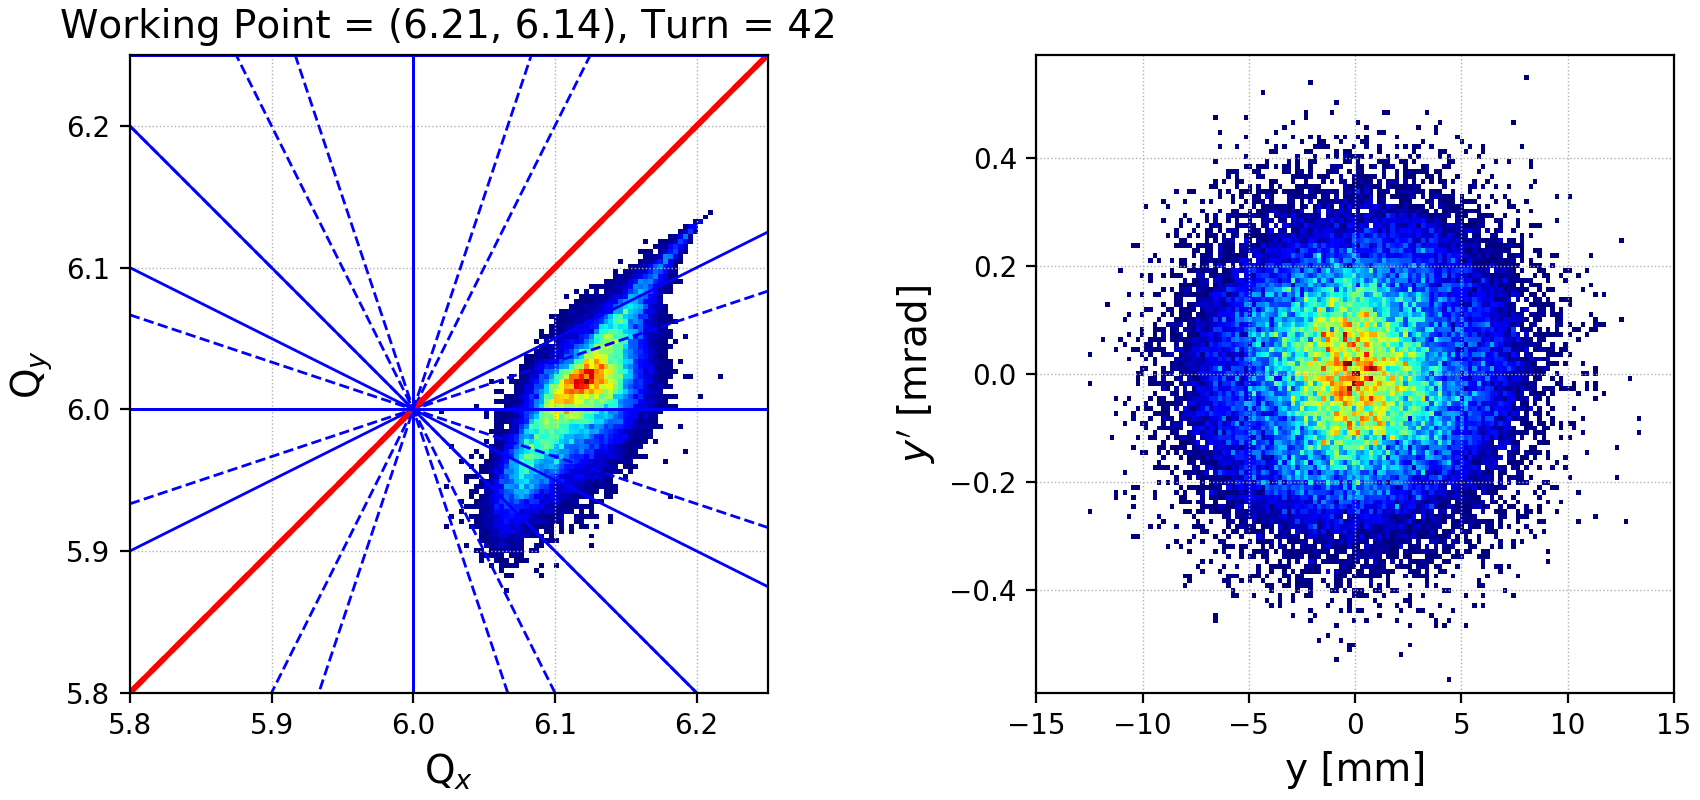 Working Point = (6.21, 6.14), Turn = 42
6.2
6.1
6.0
5.9
5.8
Q_y
5.8 5.9 6.0 6.1 6.2
Q_x
0.4
0.2
0.0
−0.2
−0.4
y′ [mrad]
−15 −10 −5 0 5 10 15
y [mm]